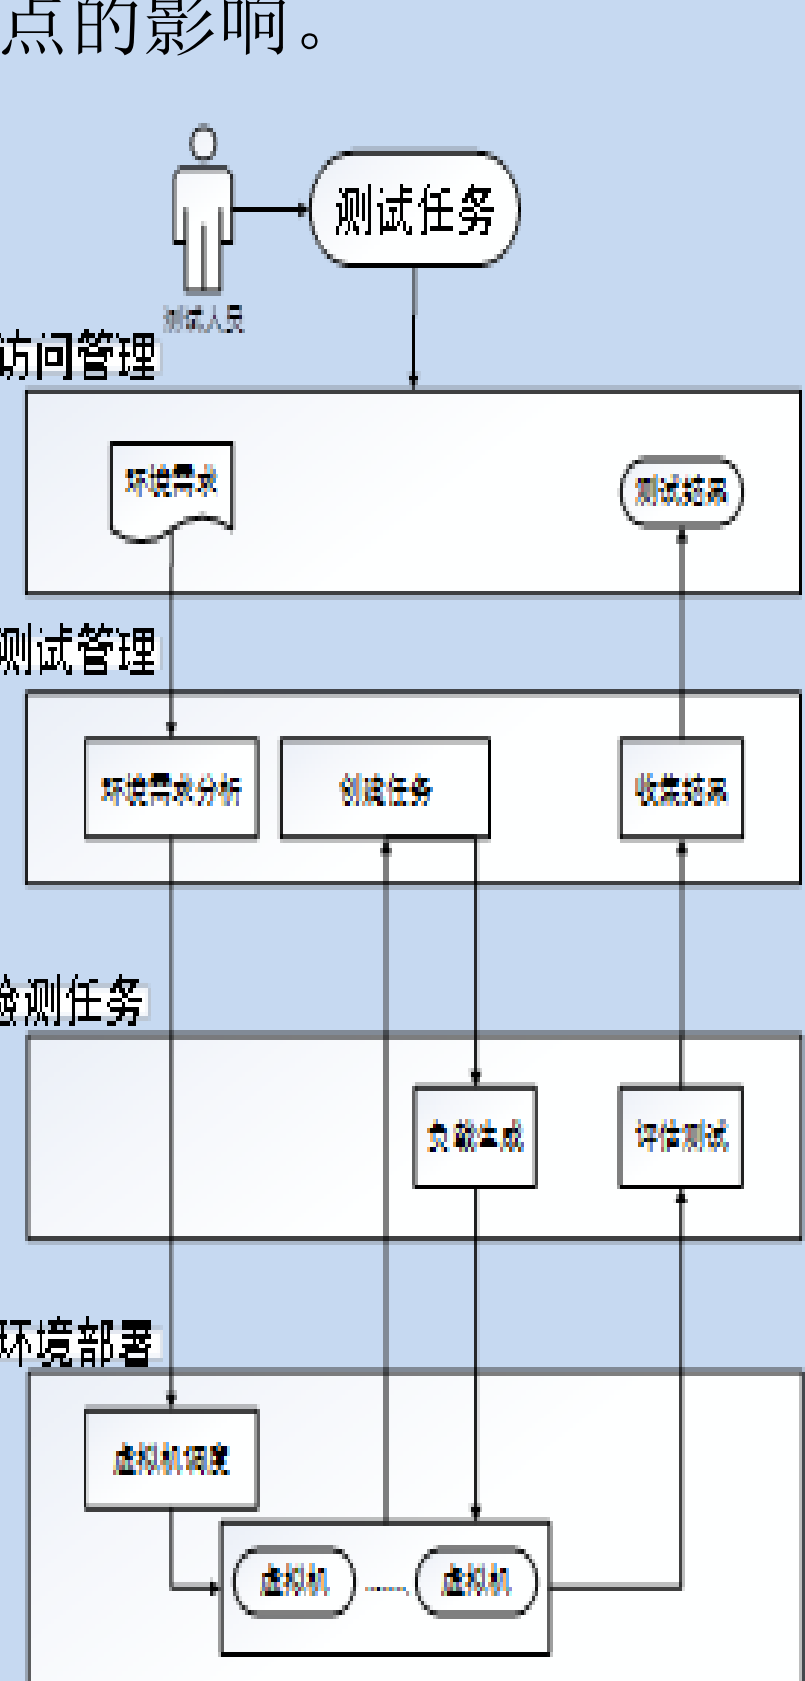 点的影响。
测试任务
测试人员
访问管理
环境需求
测试结果
测试管理
环境需求分析
创建任务
收集结果
检测任务
负载生成
评估测试
环境部署
虚拟机调度
虚拟机
......
虚拟机